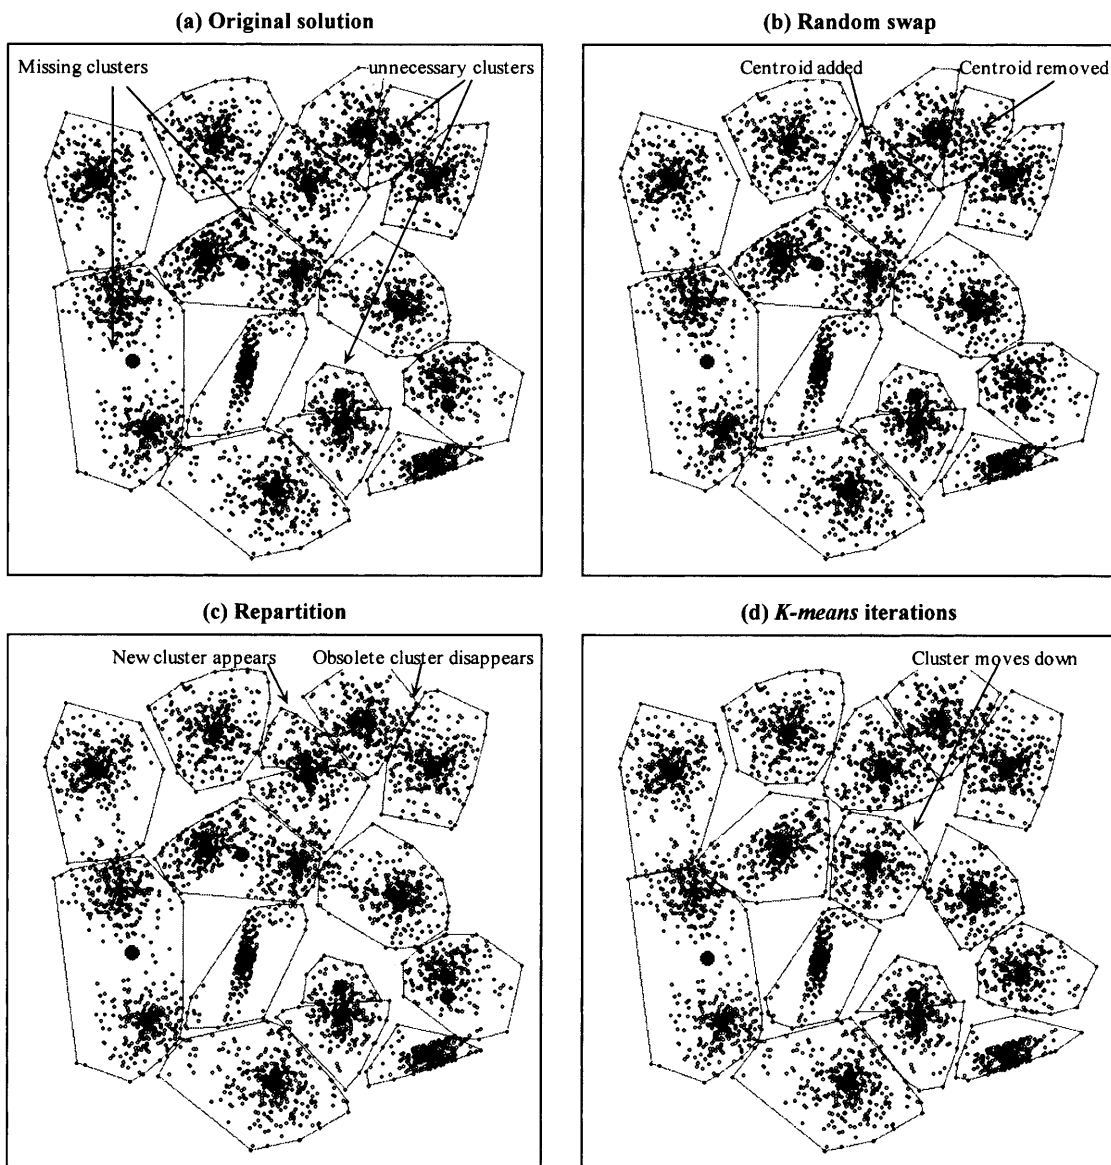 (a) Original solution
(b) Random swap
Missing clusters
unnecessary clusters
Centroid added
Centroid removed
(c) Repartition
(d) K-means iterations
New cluster appears
Obsolete cluster disappears
Cluster moves down